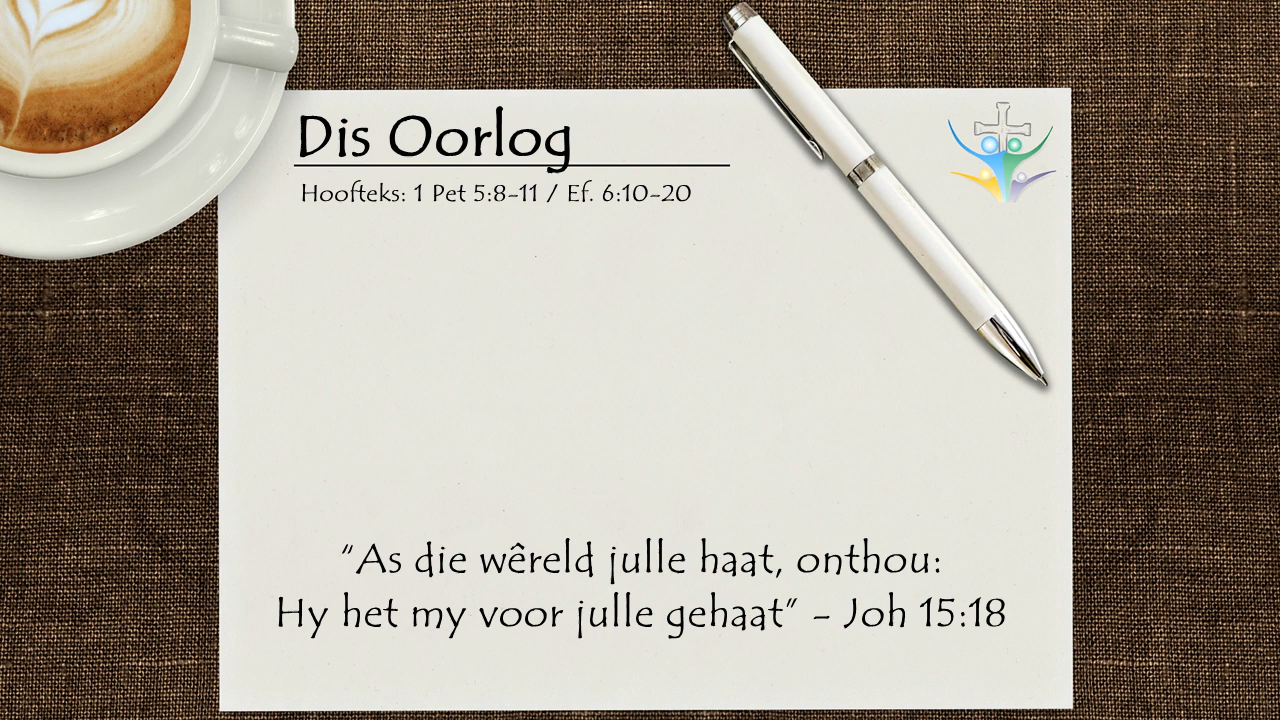 Dis Oorlog
Hoofteks: 1 Pet 5:8-11 / Ef. 6:10-20
“As die wêreld julle haat, onthou:
Hy het my voor julle gehaat” - Joh 15:18